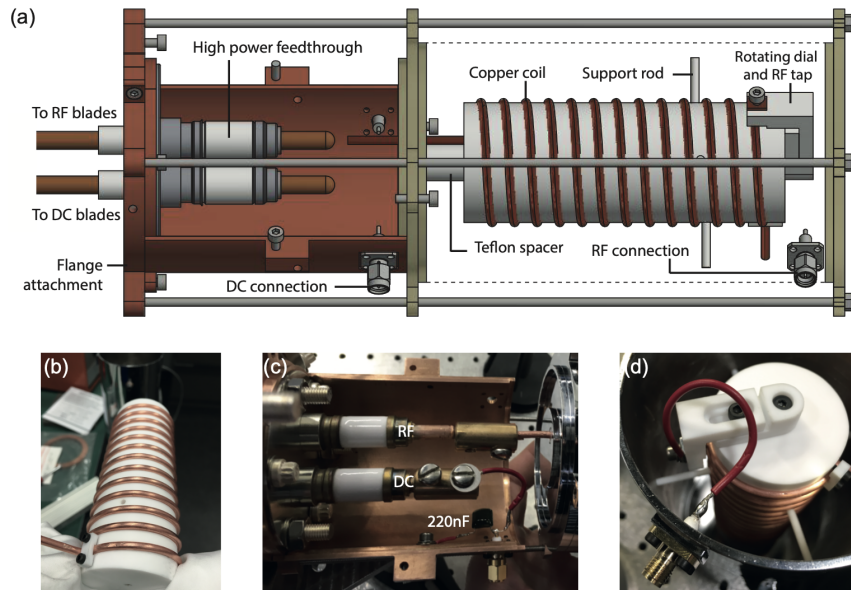 (a)
High power feedthrough
Copper coil
Support rod
Rotating dial
and RF tap
To RF blades
To DC blades
Flange
attachment
DC connection
Teflon spacer
RF connection
(b)
(c)
(d)
RF
DC
220nF